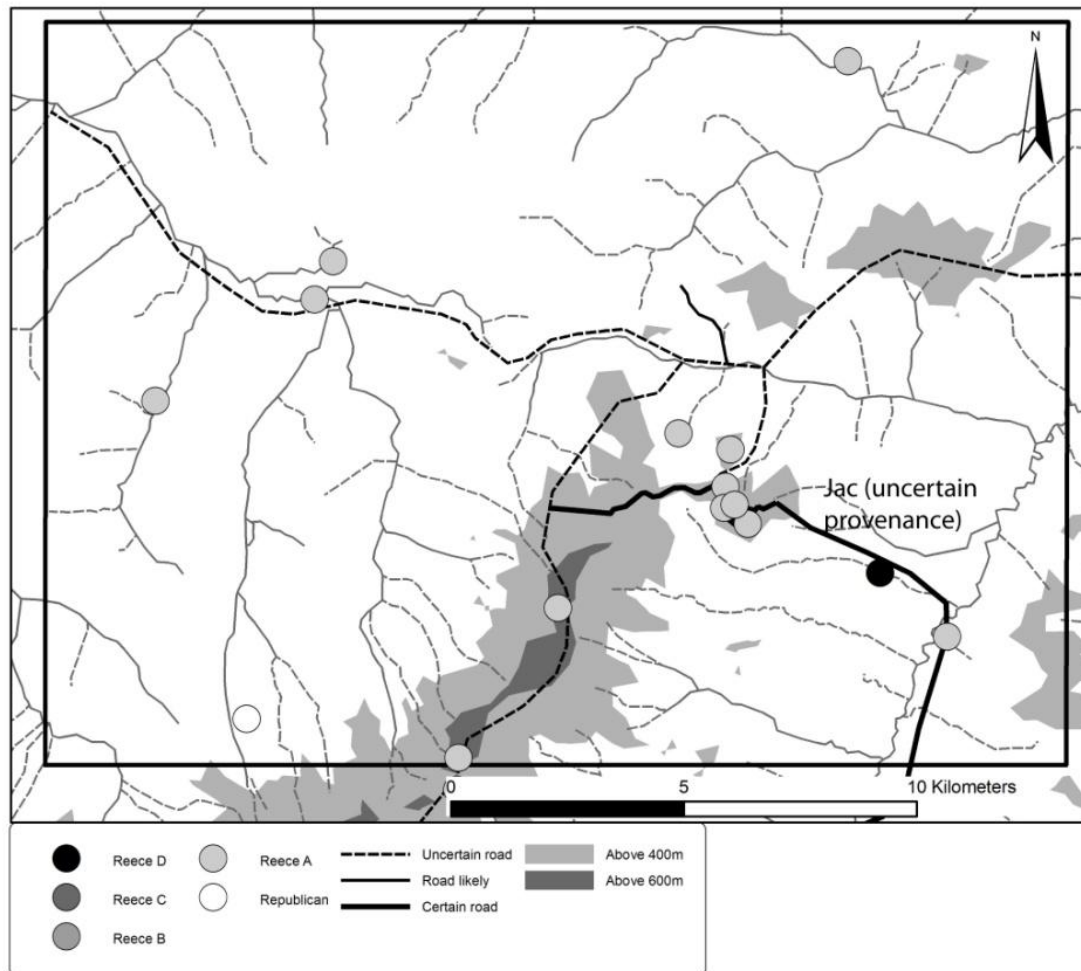 N
Jac (uncertain
provenance)
0 5 10 Kilometers
Reece D
Reece A
Uncertain road
Above 400m
Reece C
Republican
Road likely
Above 600m
Reece B
Certain road